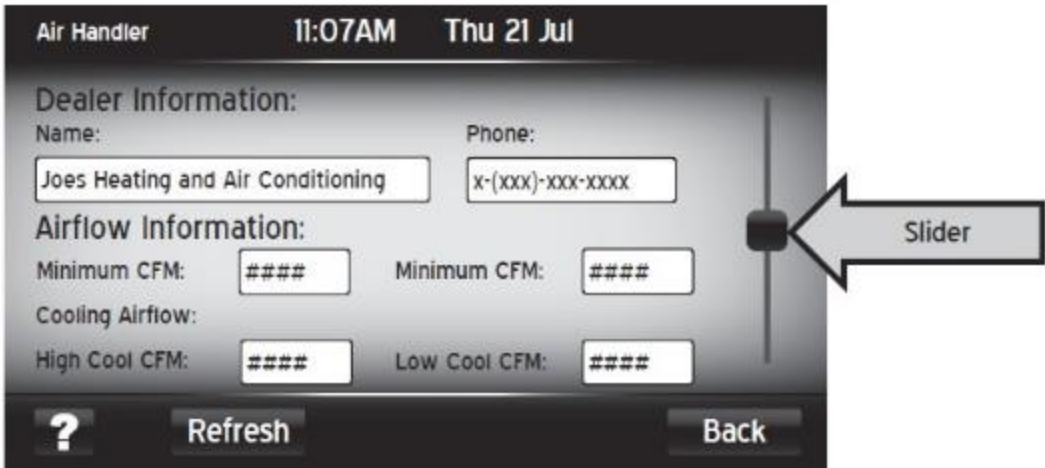 Air Handler 11:07AM Thu 21 Jul
Dealer Information:
Name: Phone:
Joes Heating and Air Conditioning x-(xxx)-xxx-xxxx
Airflow Information:
Minimum CFM: #### Minimum CFM: ####
Cooling Airflow:
High Cool CFM: #### Low Cool CFM: ####
? Refresh Back
Slider